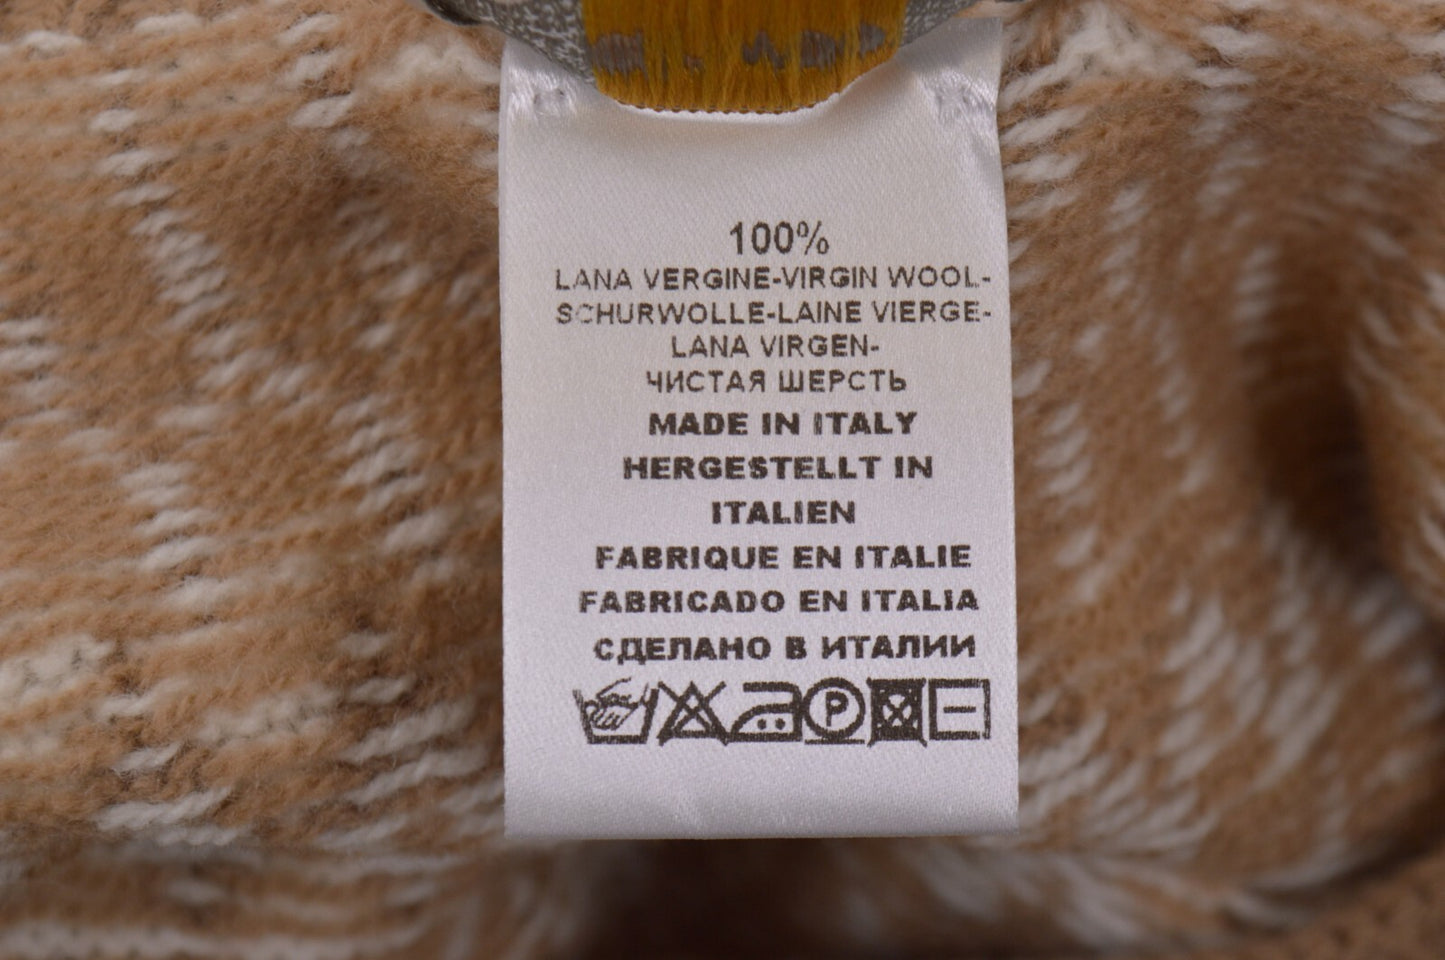 100%
LANA VERGINE-VIRGIN WOOL-
SCHURWOLLE-LAINE VIERGE-
LANA VIRGEN-
ЧИСТАЯ ШЕРСТЬ
MADE IN ITALY
HERGESTELLT IN
ITALIEN
FABRIQUE EN ITALIE
FABRICADO EN ITALIA
СДЕЛАНО В ИТАЛИИ
P